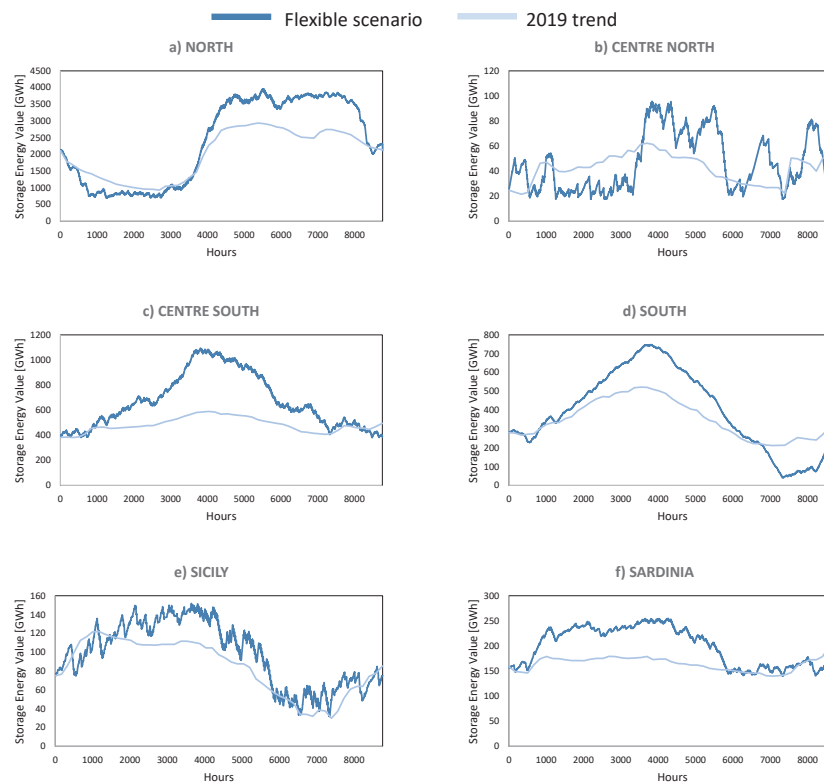 Flexible scenario 2019 trend
a) NORTH
Storage Energy Value [GWh]
4500
4000
3500
3000
2500
2000
1500
1000
500
0
0 1000 2000 3000 4000 5000 6000 7000 8000
Hours
b) CENTRE NORTH
Storage Energy Value [GWh]
120
100
80
60
40
20
0
0 1000 2000 3000 4000 5000 6000 7000 8000
Hours
c) CENTRE SOUTH
Storage Energy Value [GWh]
1200
1000
800
600
400
200
0
0 1000 2000 3000 4000 5000 6000 7000 8000
Hours
d) SOUTH
Storage Energy Value [GWh]
800
700
600
500
400
300
200
100
0
0 1000 2000 3000 4000 5000 6000 7000 8000
Hours
e) SICILY
Storage Energy Value [GWh]
160
140
120
100
80
60
40
20
0
0 1000 2000 3000 4000 5000 6000 7000 8000
Hours
f) SARDINIA
Storage Energy Value [GWh]
300
250
200
150
100
50
0
0 1000 2000 3000 4000 5000 6000 7000 8000
Hours